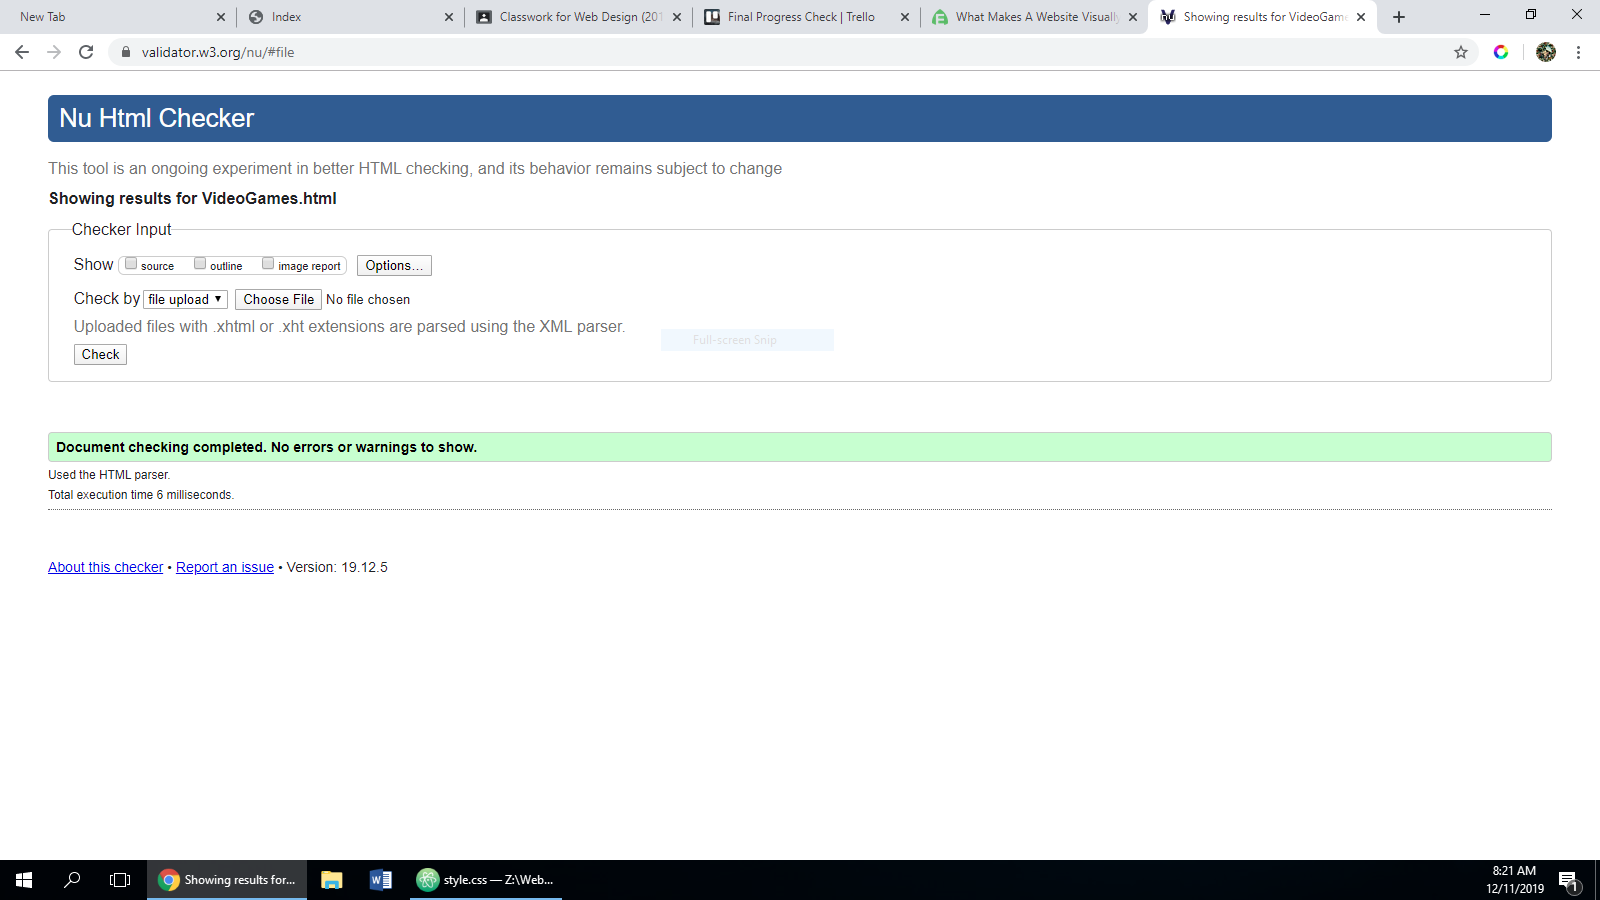 New Tab
Index
Classwork for Web Design (201
Final Progress Check | Trello
What Makes A Website Visually
Showing results for VideoGame
validator.w3.org/nu/#file
Nu Html Checker
This tool is an ongoing experiment in better HTML checking, and its behavior remains subject to change
Showing results for VideoGames.html
Checker Input
Show source outline image report Options...
Check by file upload Choose File No file chosen
Uploaded files with .xhtml or .xht extensions are parsed using the XML parser.
Full-screen Snip
Check
Document checking completed. No errors or warnings to show.
Used the HTML parser.
Total execution time 6 milliseconds.
About this checker • Report an issue • Version: 19.12.5
Showing results for...
style.css — Z:\Web...
8:21 AM
12/11/2019
1